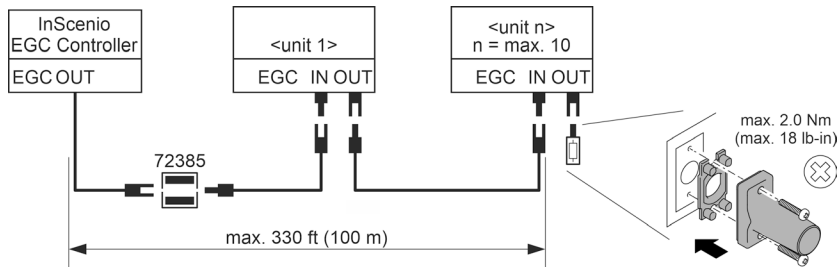 InScenio
EGC Controller
EGC OUT
<unit 1>
EGC IN OUT
<unit n>
n = max. 10
EGC IN OUT
72385
max. 330 ft (100 m)
max. 2.0 Nm
(max. 18 lb-in)